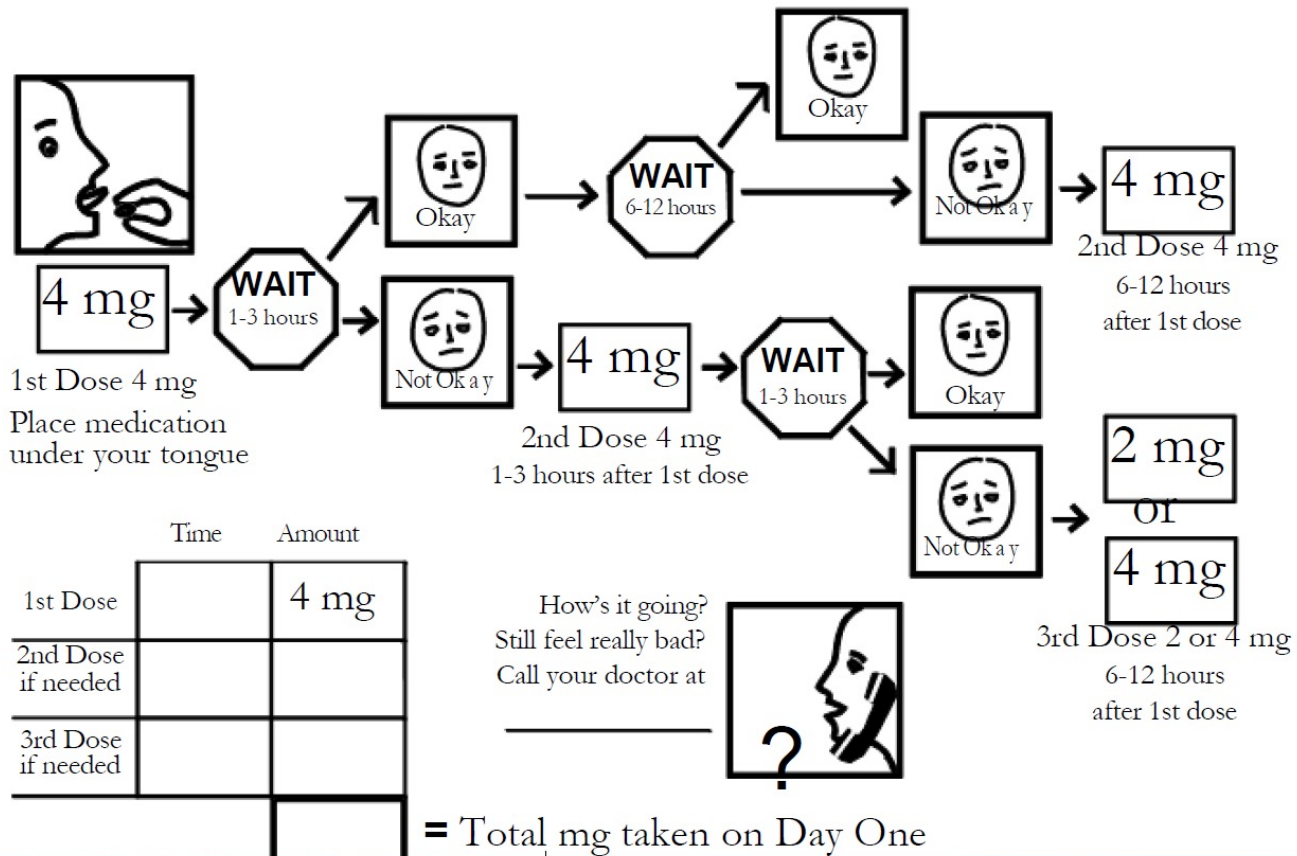 Okay
WAIT
6-12 hours
Okay
Not Okay
4 mg
2nd Dose 4 mg
6-12 hours
after 1st dose
4 mg
1st Dose 4 mg
Place medication
under your tongue
WAIT
1-3 hours
Not Okay
4 mg
2nd Dose 4 mg
1-3 hours after 1st dose
WAIT
1-3 hours
Okay
Not Okay
2 mg
or
4 mg
3rd Dose 2 or 4 mg
6-12 hours
after 1st dose
Time Amount
1st Dose 4 mg
2nd Dose
if needed
3rd Dose
if needed
= Total mg taken on Day One
How's it going?
Still feel really bad?
Call your doctor at
?